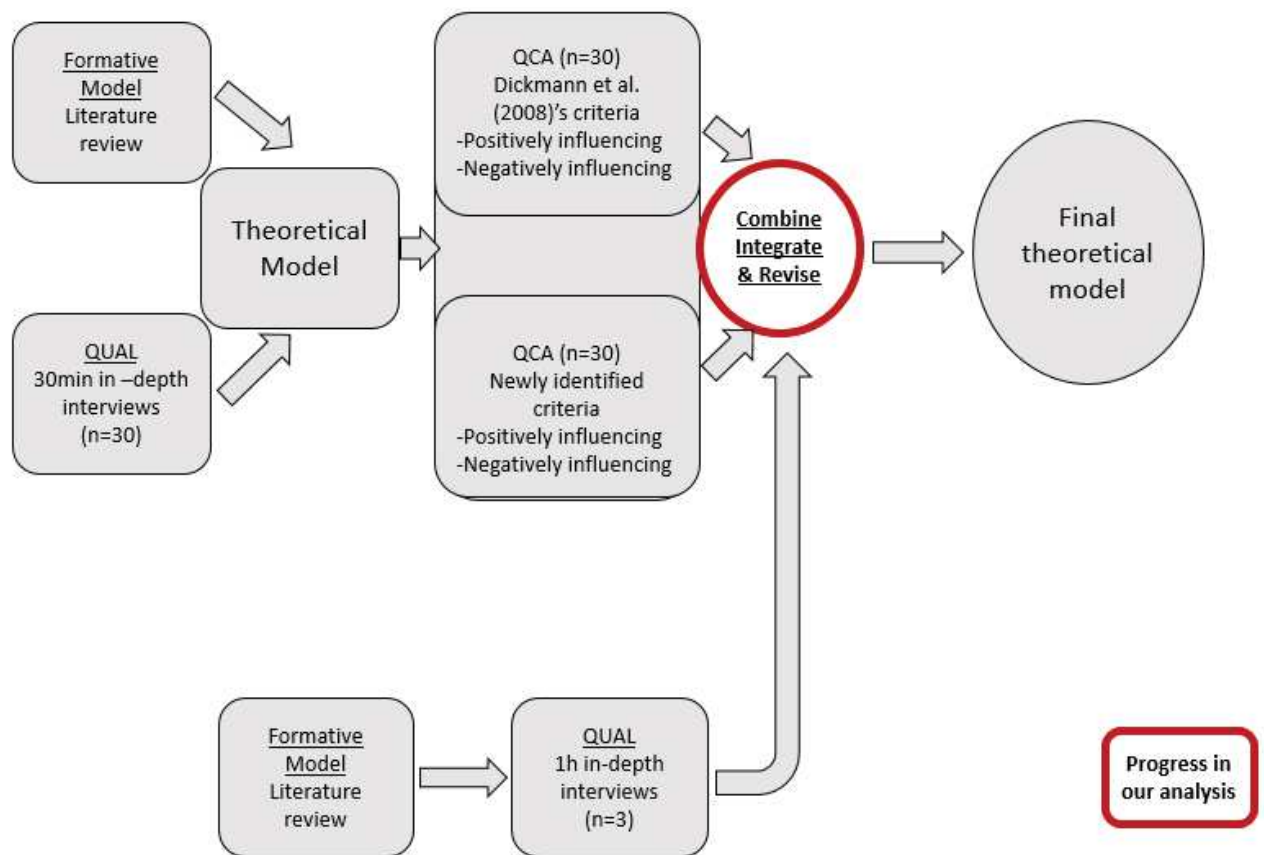 Formative
Model
Literature
review
QUAL
30min in –depth
interviews
(n=30)
Theoretical
Model
QCA (n=30)
Dickmann et al.
(2008)'s criteria
-Positively influencing
-Negatively influencing
QCA (n=30)
Newly identified
criteria
-Positively influencing
-Negatively influencing
Combine
Integrate
& Revise
Final
theoretical
model
Formative
Model
Literature
review
QUAL
1h in-depth
interviews
(n=3)
Progress in
our analysis